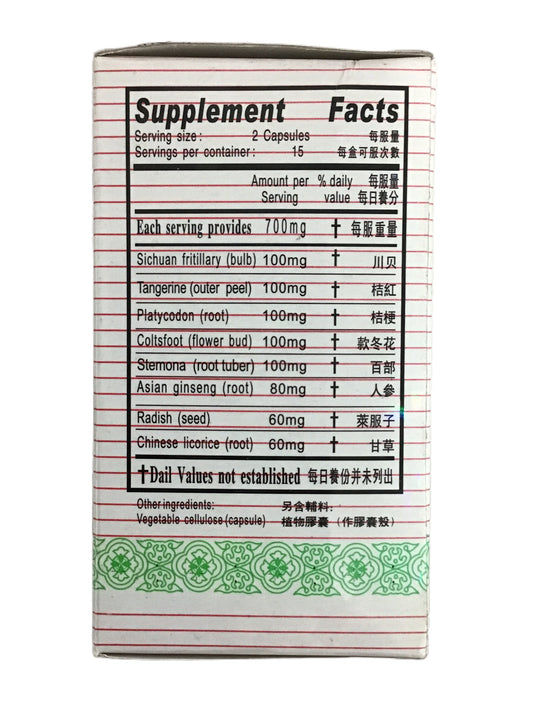 Supplement Facts
Serving size: 2 Capsules 每服量
Servings per container: 15 每盒可服次數
Amount per % daily 每服量
Serving value 每日養分
Each serving provides 700mg † 每服重量
Sichuan fritillary (bulb) 100mg † 川贝
Tangerine (outer peel) 100mg † 桔紅
Platycodon (root) 100mg † 桔梗
Coltsfoot (flower bud) 100mg † 款冬花
Stemona (root tuber) 100mg † 百部
Asian ginseng (root) 80mg † 人參
Radish (seed) 60mg † 萊服子
Chinese licorice (root) 60mg † 甘草
†Dail Values not established 每日養份并未列出
Other ingredients: 另含輔料:
Vegetable cellulose (capsule) 植物膠囊 (作膠囊殼)